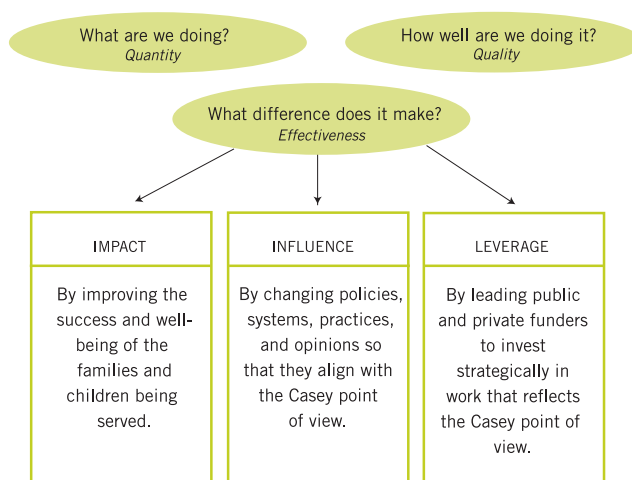 What are we doing?
Quantity
How well are we doing it?
Quality
What difference does it make?
Effectiveness
IMPACT
By improving the
success and well-
being of the
families and
children being
served.
INFLUENCE
By changing policies,
systems, practices,
and opinions so
that they align with
the Casey point
of view.
LEVERAGE
By leading public
and private funders
to invest
strategically in
work that reflects
the Casey point of
view.